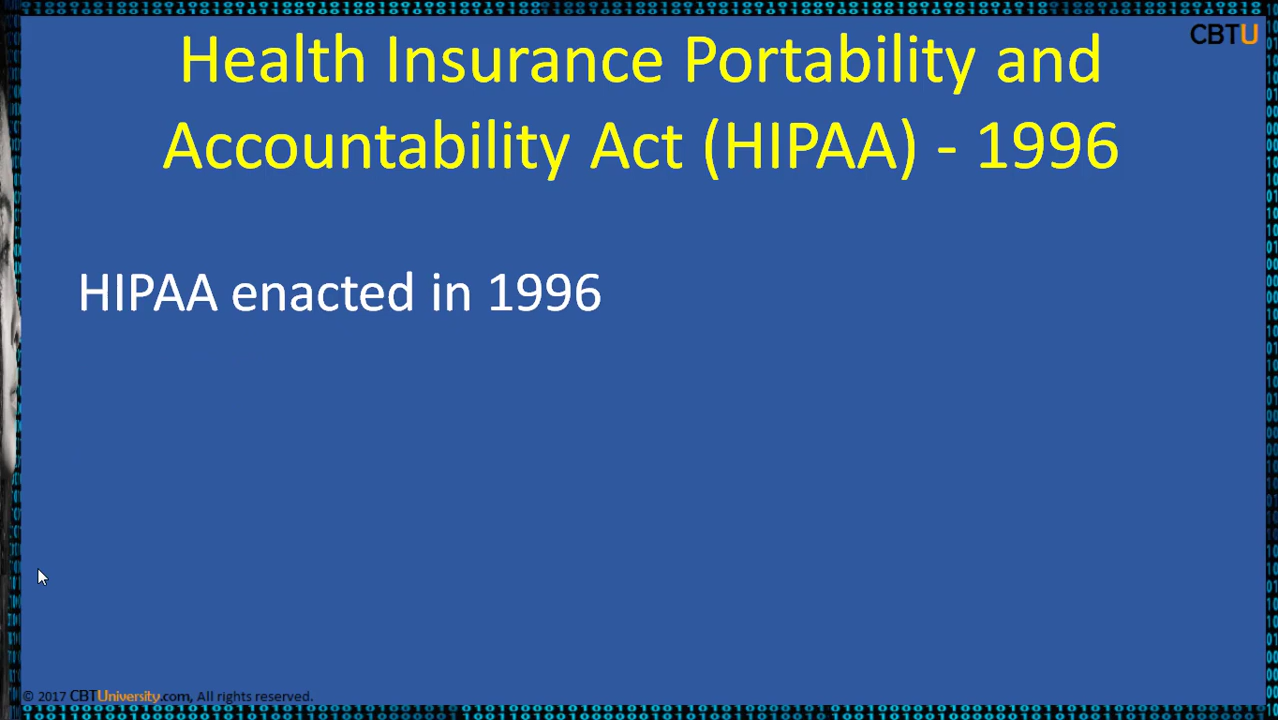 CBTU
Health Insurance Portability and
Accountability Act (HIPAA) - 1996
HIPAA enacted in 1996
© 2017 CBTUniversity.com, All rights reserved.